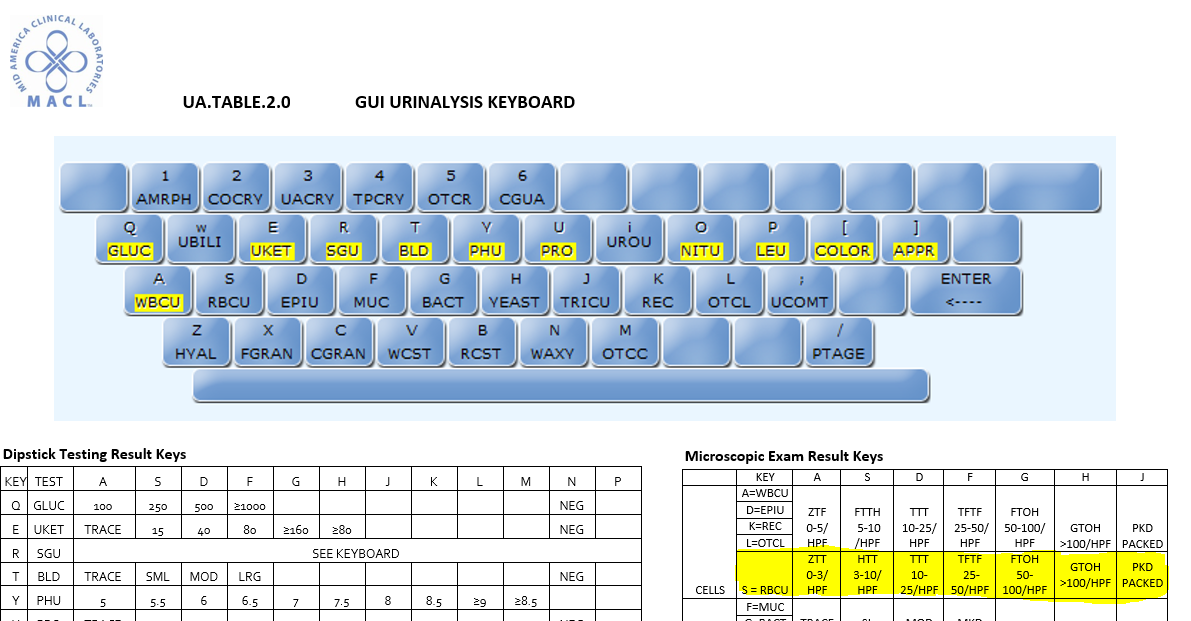 MID AMERICA CLINICAL LABORATORIES
MACL
UA.TABLE.2.0 GUI URINALYSIS KEYBOARD
1 2 3 4 5 6
AMRPH COCRY UACRY TPCRY OTCR CGUA
Q w E R T Y U i O P [ ]
GLUC UBILI UKET SGU BLD PHU PRO UROU NITU LEU COLOR APPR
A S D F G H J K L ; ENTER
WBCU RBCU EPIU MUC BACT YEAST TRICU REC OTCL UCOMT <----
Z X C V B N M /
HYAL FGRAN CGRAN WCST RCST WAXY OTCC PTAGE
Dipstick Testing Result Keys
KEY TEST A S D F G H J K L M N P
Q GLUC 100 250 500 ≥1000 NEG
E UKET TRACE 15 40 80 ≥160 ≥80 NEG
R SGU SEE KEYBOARD
T BLD TRACE SML MOD LRG NEG
Y PHU 5 5.5 6 6.5 7 7.5 8 8.5 ≥9 ≥8.5
Microscopic Exam Result Keys
KEY A S D F G H J
A=WBCU
D=EPIU ZTF FTTH TTT TFTF FTOH
K=REC 0-5/ 5-10 10-25/ 25-50/ 50-100/ GTOH PKD
L=OTCL HPF /HPF HPF HPF HPF >100/HPF PACKED
ZTT HTT TTT TFTF FTOH
0-3/ 3-10/ 10- 25- 50- GTOH PKD
CELLS S = RBCU HPF HPF 25/HPF 50/HPF 100/HPF >100/HPF PACKED
F=MUC